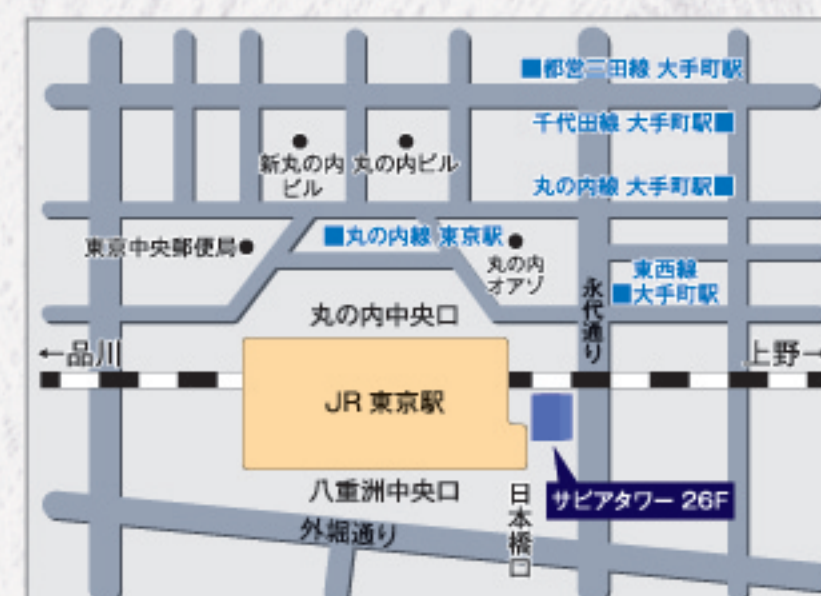 ■都営三田線 大手町駅
千代田線 大手町駅■
新丸の内
ビル
丸の内ビル
丸の内線 大手町駅■
東京中央郵便局●
■丸の内線 東京駅
丸の内
オアゾ
東西線
■大手町駅
永代通り
丸の内中央口
←品川
上野→
JR 東京駅
八重洲中央口
日本橋口
サピアタワー 26F
外堀通り